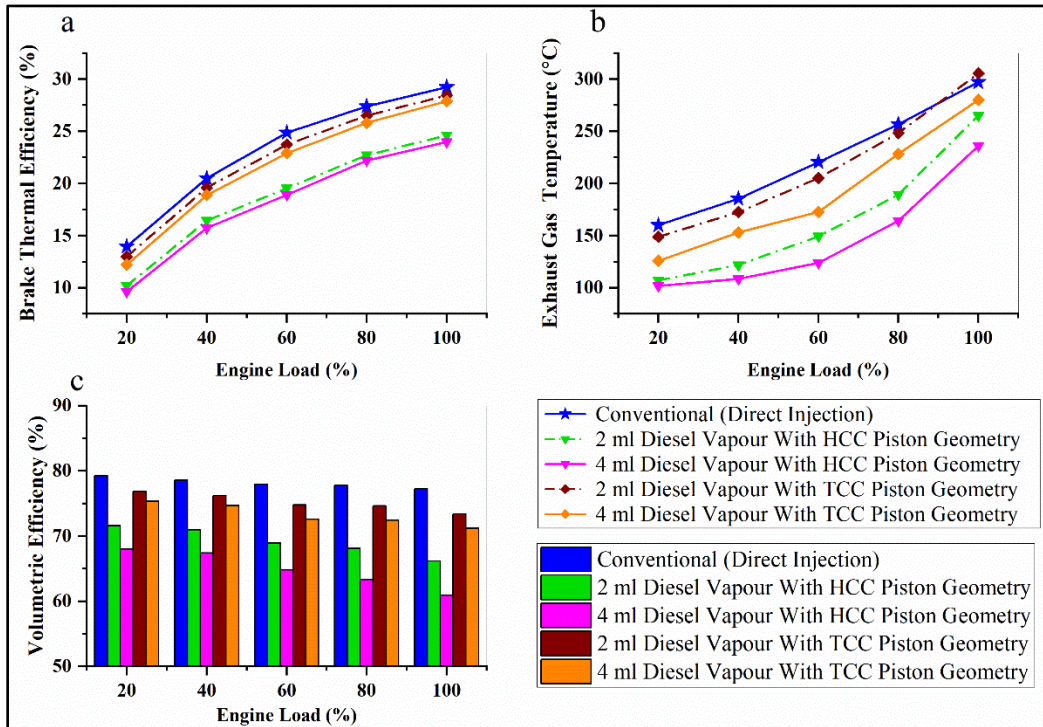 a
Brake Thermal Efficiency (%)
30
25
20
15
10
20 40 60 80 100
Engine Load (%)
b
Exhaust Gas Temperature (°C)
300
250
200
150
100
20 40 60 80 100
Engine Load (%)
c
Volumetric Efficiency (%)
90
80
70
60
50
20 40 60 80 100
Engine Load (%)
Conventional (Direct Injection)
2 ml Diesel Vapour With HCC Piston Geometry
4 ml Diesel Vapour With HCC Piston Geometry
2 ml Diesel Vapour With TCC Piston Geometry
4 ml Diesel Vapour With TCC Piston Geometry
Conventional (Direct Injection)
2 ml Diesel Vapour With HCC Piston Geometry
4 ml Diesel Vapour With HCC Piston Geometry
2 ml Diesel Vapour With TCC Piston Geometry
4 ml Diesel Vapour With TCC Piston Geometry